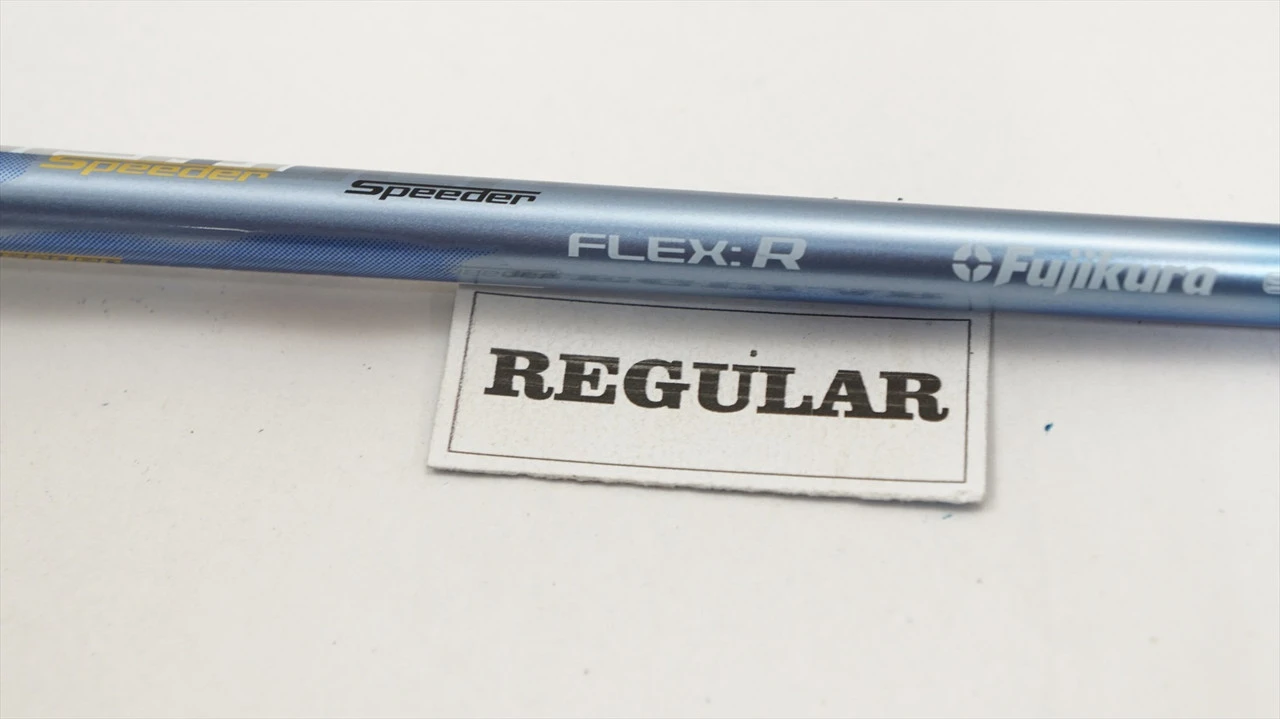 Speeder
Speeder
FLEX: R
Fujikura
REGULAR